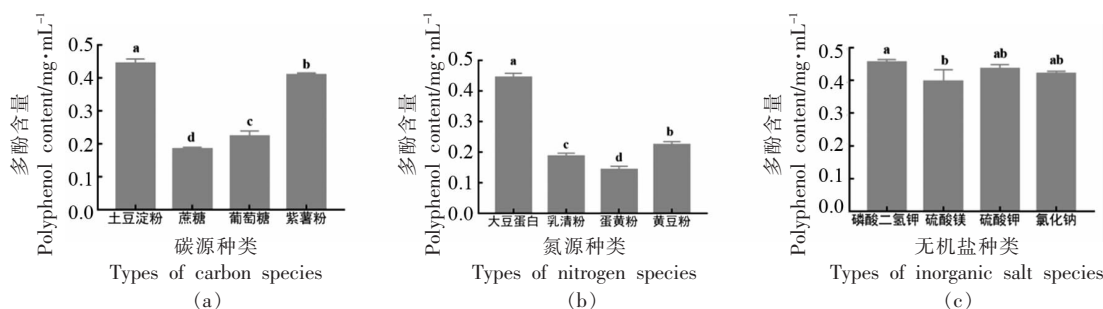 多酚含量
Polyphenol content/mg·mL⁻¹
0.5
0.4
0.3
0.2
0.1
0.0
a
d
c
b
土豆淀粉 蔗糖 葡萄糖 紫薯粉
碳源种类
Types of carbon species
(a)
多酚含量
Polyphenol content/mg·mL⁻¹
0.5
0.4
0.3
0.2
0.1
0.0
a
c
d
b
大豆蛋白 乳清粉 蛋黄粉 黄豆粉
氮源种类
Types of nitrogen species
(b)
多酚含量
Polyphenol content/mg·mL⁻¹
0.5
0.4
0.3
0.2
0.1
0.0
a
b
ab
ab
磷酸二氢钾 硫酸镁 硫酸钾 氯化钠
无机盐种类
Types of inorganic salt species
(c)